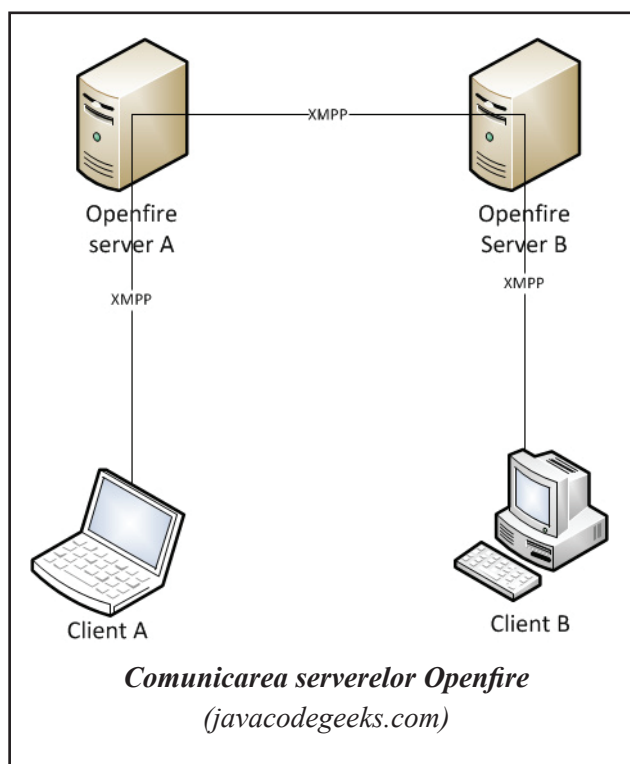 XMPP
Openfire
server A
Openfire
Server B
XMPP
XMPP
Client A
Client B
Comunicarea serverelor Openfire
(javacodegeeks.com)